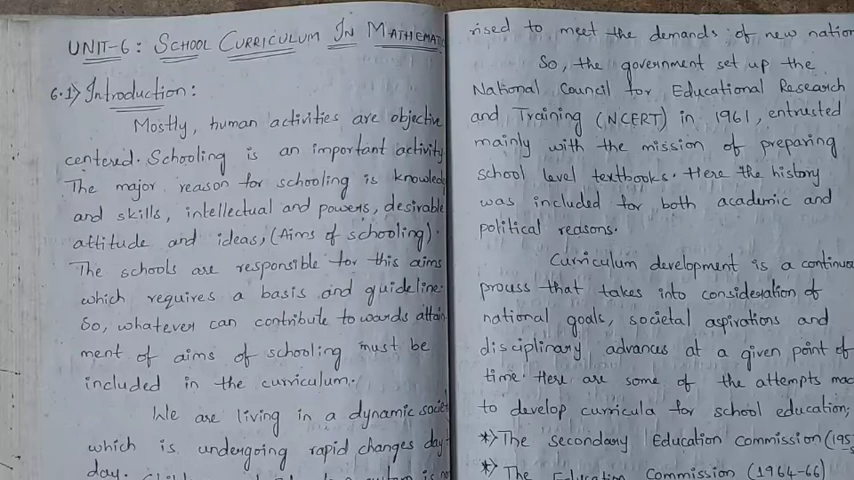 UNIT-6: SCHOOL CURRICULUM IN MATHEMAT
6.1) Introduction:
Mostly, human activities are objective
centered. Schooling is an important activity
The major reason for schooling is knowled
and skills, intellectual and powers, desirable
attitude and ideas, (Aims of schooling).
The schools are responsible for this aims
which requires a basis and guideline.
So, whatever can contribute towards attain
ment of aims of schooling must be
included in the curriculum.
We are living in a dynamic societ
which is undergoing rapid changes day
day.
rised to meet the demands of new nation
So, the government set up the
National Council for Educational Research
and Training (NCERT) in 1961, entrusted
mainly with the mission of preparing
school level textbooks. Here the history
was included for both academic and
political reasons.
Curriculum development is a continuou
process that takes into consideration of
national goals, societal aspirations and
disciplinary advances at a given point of
time. Here are some of the attempts mad
to develop curricula for school education;
*) The secondary Education commission (195
*) The Education Commission (1964-66)